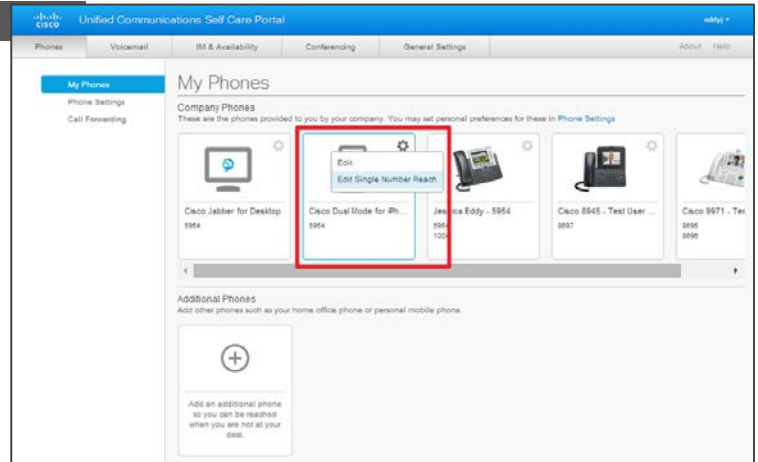 cisco Unified Communications Self Care Portal eddyj
Phones Voicemail IM & Availability Conferencing General Settings About Help
My Phones
Phone Settings
Call Forwarding
My Phones
Company Phones
These are the phones provided to you by your company. You may set personal preferences for these in Phone Settings
Edit
Edit Single Number Reach
Cisco Jabber for Desktop
5954
Cisco Dual Mode for iPh...
5954
Jessica Eddy - 5954
5954
1004
Cisco 8945 - Test User ...
8897
Cisco 9971 - Tes
9898
Additional Phones
Add other phones such as your home office phone or personal mobile phone
Add an additional phone
so you can be reached
when you are not at your
desk.